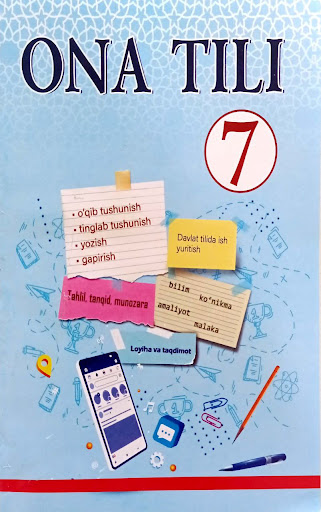 ONA TILI
7
• o'qib tushunish
• tinglab tushunish
• yozish
• gapirish
Davlat tilida ish
yuritish
Tahlil, tanqid, munozara
bilim
ko'nikma
amaliyot
malaka
Loyiha va taqdimot